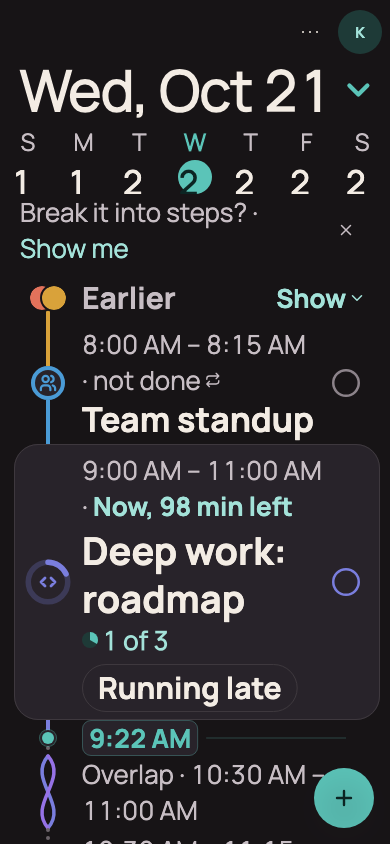 ...
K
Wed, Oct 21
S M T W T F S
1 1 2 2 2 2 2
Break it into steps? ·
Show me
×
Earlier
Show
8:00 AM – 8:15 AM
· not done
Team standup
9:00 AM – 11:00 AM
· Now, 98 min left
Deep work:
roadmap
1 of 3
Running late
9:22 AM
Overlap · 10:30 AM –
11:00 AM
+